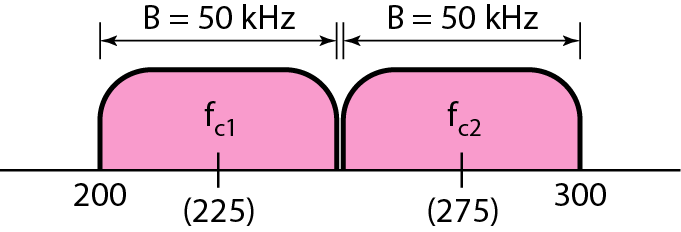 B = 50 kHz B = 50 kHz
fc1 fc2
200 300
(225) (275)